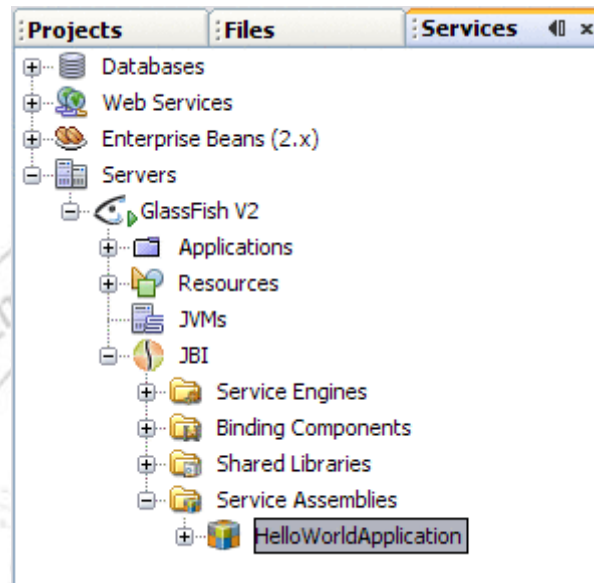 Projects Files Services
Databases
Web Services
Enterprise Beans (2.x)
Servers
GlassFish V2
Applications
Resources
JVMs
JBI
Service Engines
Binding Components
Shared Libraries
Service Assemblies
HelloWorldApplication